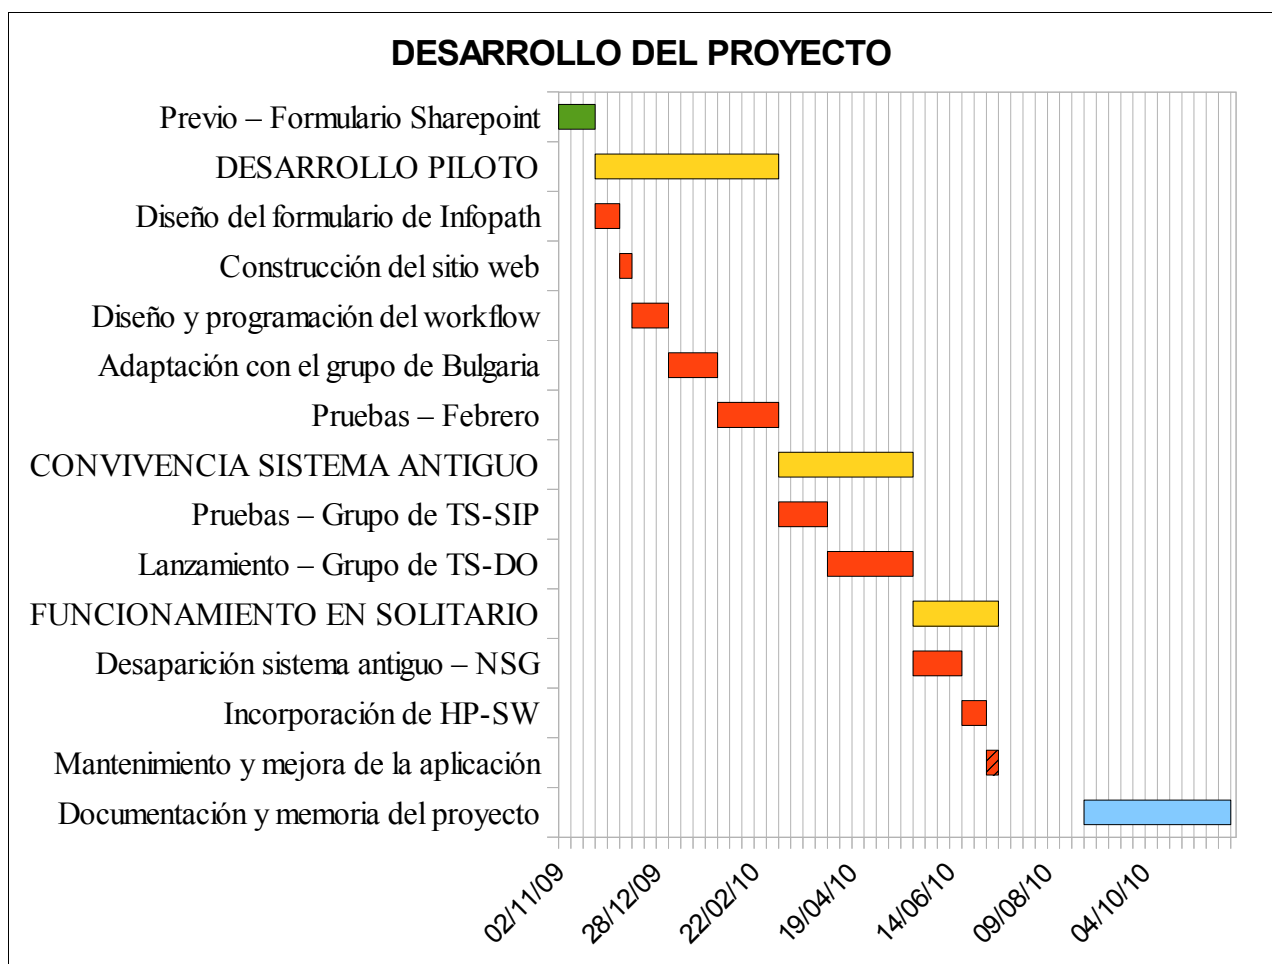 DESARROLLO DEL PROYECTO
Previo – Formulario Sharepoint
DESARROLLO PILOTO
Diseño del formulario de Infopath
Construcción del sitio web
Diseño y programación del workflow
Adaptación con el grupo de Bulgaria
Pruebas – Febrero
CONVIVENCIA SISTEMA ANTIGUO
Pruebas – Grupo de TS-SIP
Lanzamiento – Grupo de TS-DO
FUNCIONAMIENTO EN SOLITARIO
Desaparición sistema antiguo – NSG
Incorporación de HP-SW
Mantenimiento y mejora de la aplicación
Documentación y memoria del proyecto
02/11/09
28/12/09
22/02/10
19/04/10
14/06/10
09/08/10
04/10/10